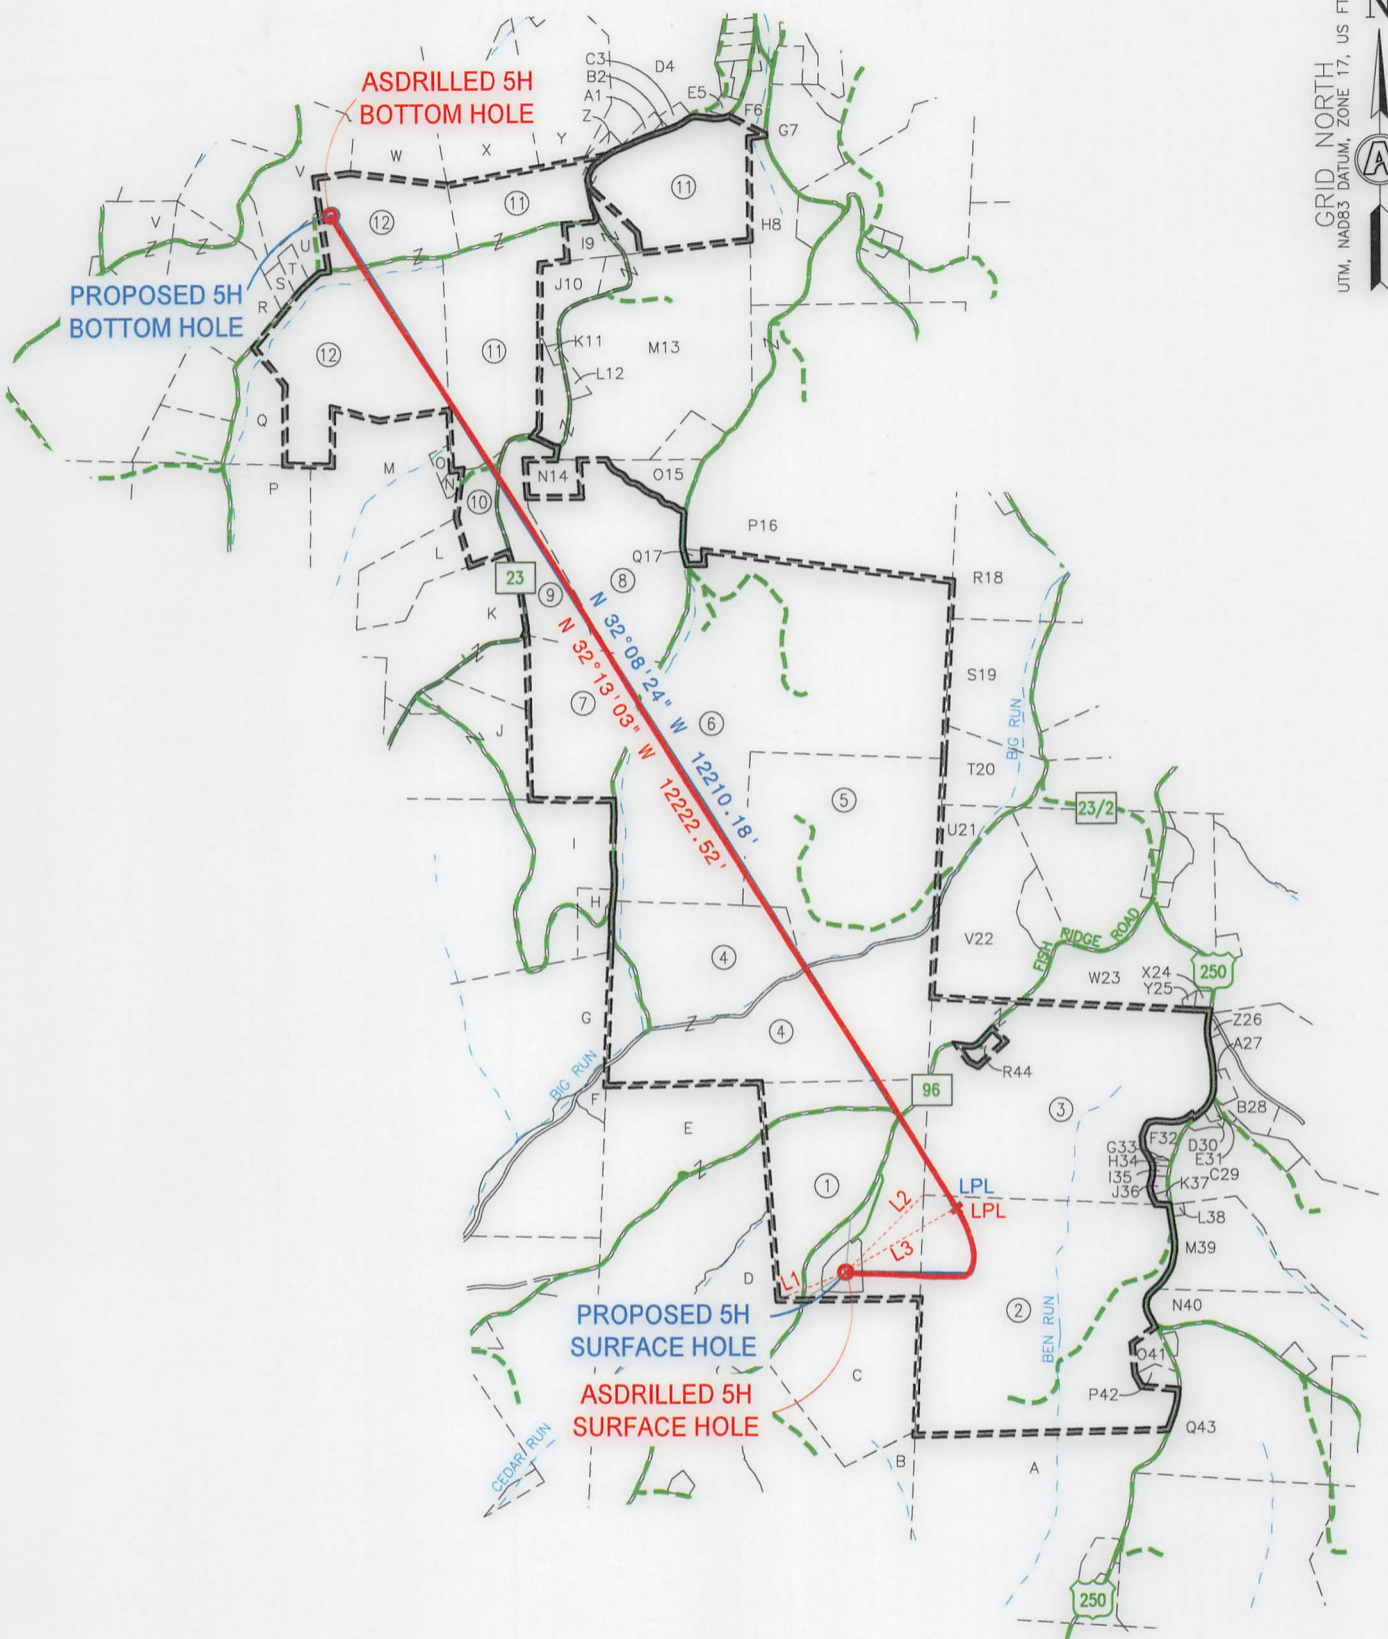 GRID NORTH
UTM, NAD83 DATUM, ZONE 17, US FT
N
A
ASDRILLED 5H
BOTTOM HOLE
PROPOSED 5H
BOTTOM HOLE
C3
B2
A1
Z
D4
E5
F6
G7
H8
V
W
X
Y
V
U
T
S
R
Q
P
12
11
11
12
11
I9
J10
K11
L12
M13
N14
O15
P16
Q17
M
O
N
10
L
23
K
9
8
7
J
6
5
N 32°08'24" W 12210.18'
N 32°13'03" W 12222.52'
R18
S19
BIG RUN
T20
U21
23/2
V22
FISH RIDGE ROAD
W23
X24
Y25
250
Z26
A27
B28
I
H
G
4
4
BIG RUN
F
E
96
R44
3
F32
G33
H34
I35
J36
D30
E31
C29
K37
L38
M39
N40
O41
P42
Q43
1
LPL
LPL
L2
L3
L1
D
2
BEN RUN
PROPOSED 5H
SURFACE HOLE
ASDRILLED 5H
SURFACE HOLE
C
B
A
CEDAR RUN
250